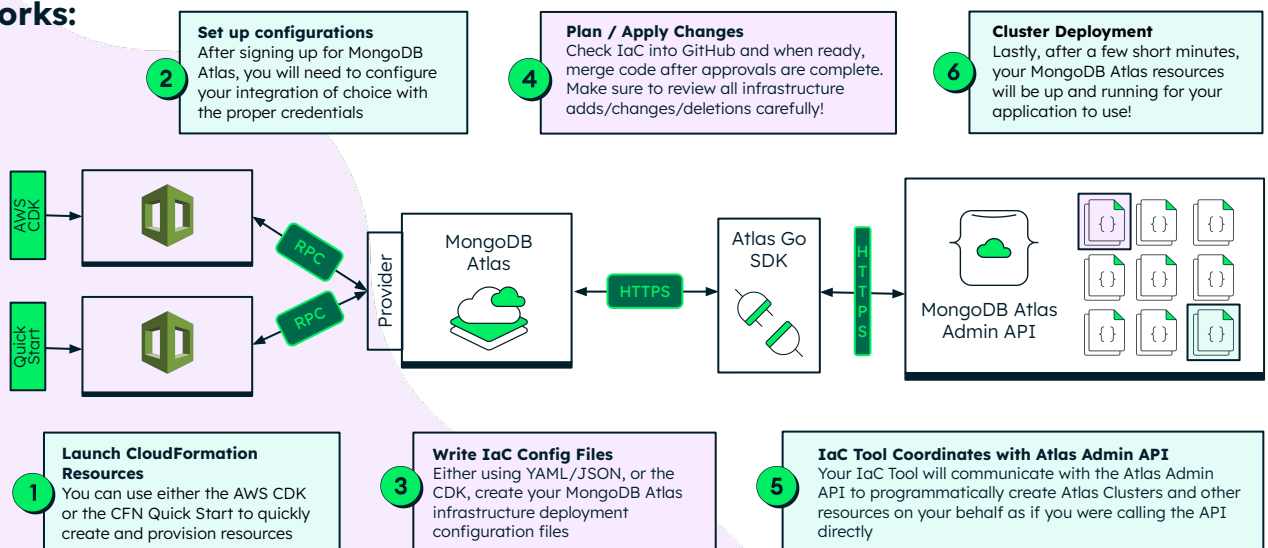 orks:
Set up configurations
After signing up for MongoDB
Atlas, you will need to configure
your integration of choice with
the proper credentials
2
Plan / Apply Changes
Check IaC into GitHub and when ready,
merge code after approvals are complete.
Make sure to review all infrastructure
adds/changes/deletions carefully!
4
Cluster Deployment
Lastly, after a few short minutes,
your MongoDB Atlas resources
will be up and running for your
application to use!
6
AWS
CDK
Quick
Start
RPC
RPC
Provider
MongoDB
Atlas
HTTPS
Atlas Go
SDK
HTTPS
MongoDB Atlas
Admin API
{ }
{ }
{ }
{ }
{ }
{ }
{ }
{ }
{ }
Launch CloudFormation
Resources
You can use either the AWS CDK
or the CFN Quick Start to quickly
create and provision resources
1
Write IaC Config Files
Either using YAML/JSON, or the
CDK, create your MongoDB Atlas
infrastructure deployment
configuration files
3
IaC Tool Coordinates with Atlas Admin API
Your IaC Tool will communicate with the Atlas Admin
API to programmatically create Atlas Clusters and other
resources on your behalf as if you were calling the API
directly
5